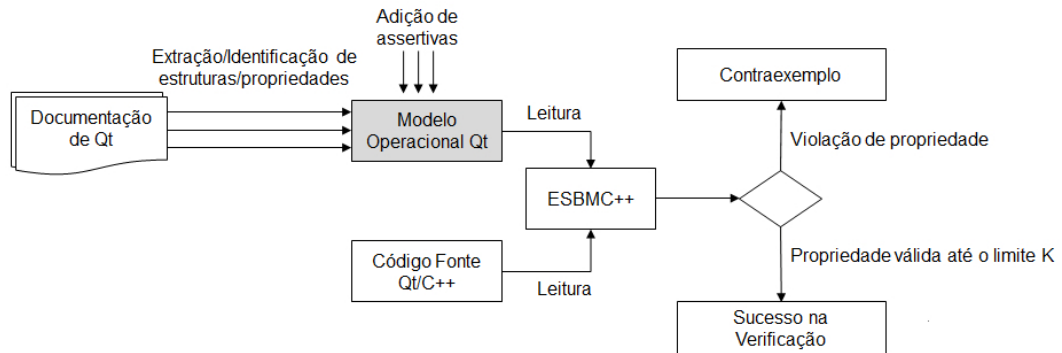 Adição de
assertivas
Extração/Identificação de
estruturas/propriedades
Documentação
de Qt
Modelo
Operacional Qt
Leitura
Contraexemplo
Violação de propriedade
ESBMC++
Código Fonte
Qt/C++
Leitura
Propriedade válida até o limite K
Sucesso na
Verificação